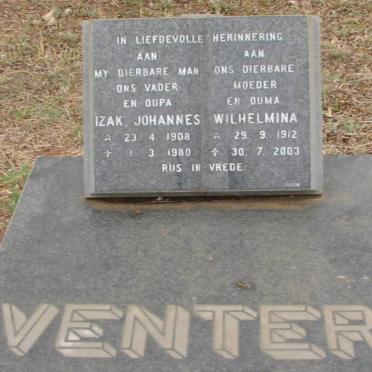 IN LIEFDEVOLLE HERINNERING
AAN
MY DIERBARE MAN
ONS VADER
EN OUPA
IZAK JOHANNES
☆ 23. 4. 1908
✝ 1. 3. 1980
AAN
ONS DIERBARE
MOEDER
EN OUMA
WILHELMINA
☆ 29. 9. 1912
✝ 30. 7. 2003
RUS IN VREDE
VENTER